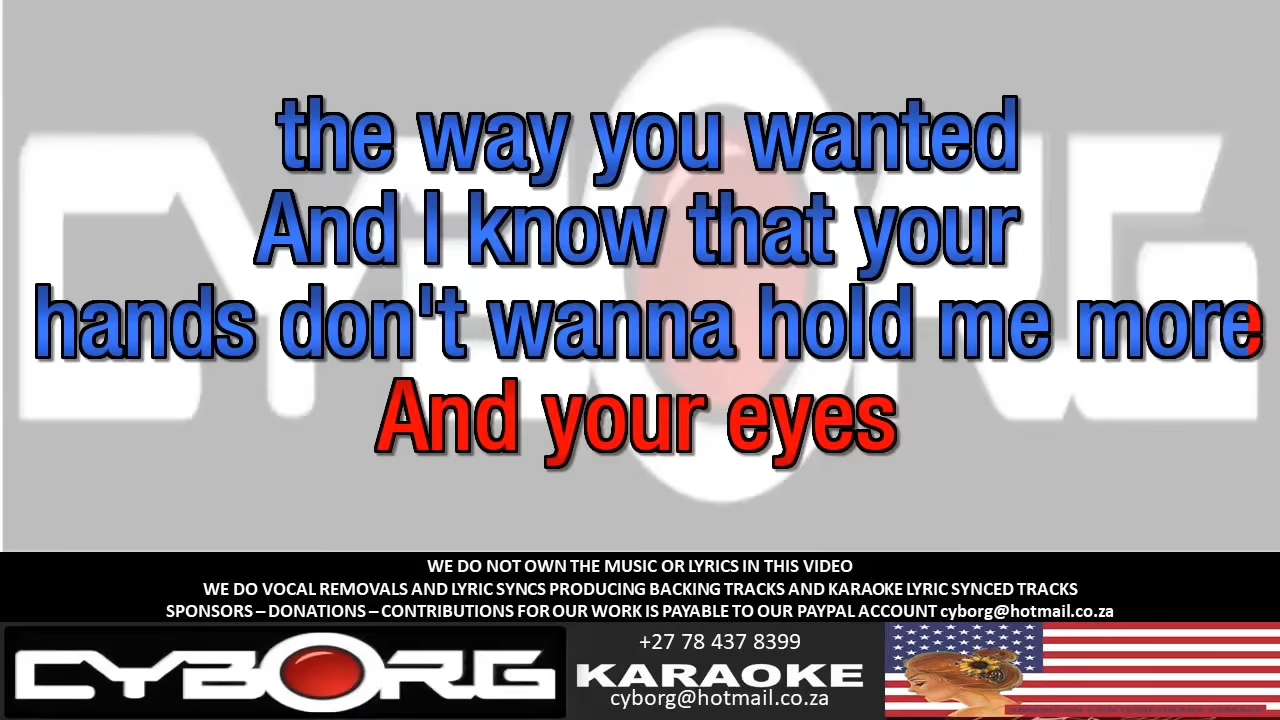 the way you wanted
And I know that your
hands don't wanna hold me more
And your eyes
WE DO NOT OWN THE MUSIC OR LYRICS IN THIS VIDEO
WE DO VOCAL REMOVALS AND LYRIC SYNCS PRODUCING BACKING TRACKS AND KARAOKE LYRIC SYNCED TRACKS
SPONSORS – DONATIONS – CONTRIBUTIONS FOR OUR WORK IS PAYABLE TO OUR PAYPAL ACCOUNT cyborg@hotmail.co.za
CYBORG
+27 78 437 8399
KARAOKE
cyborg@hotmail.co.za